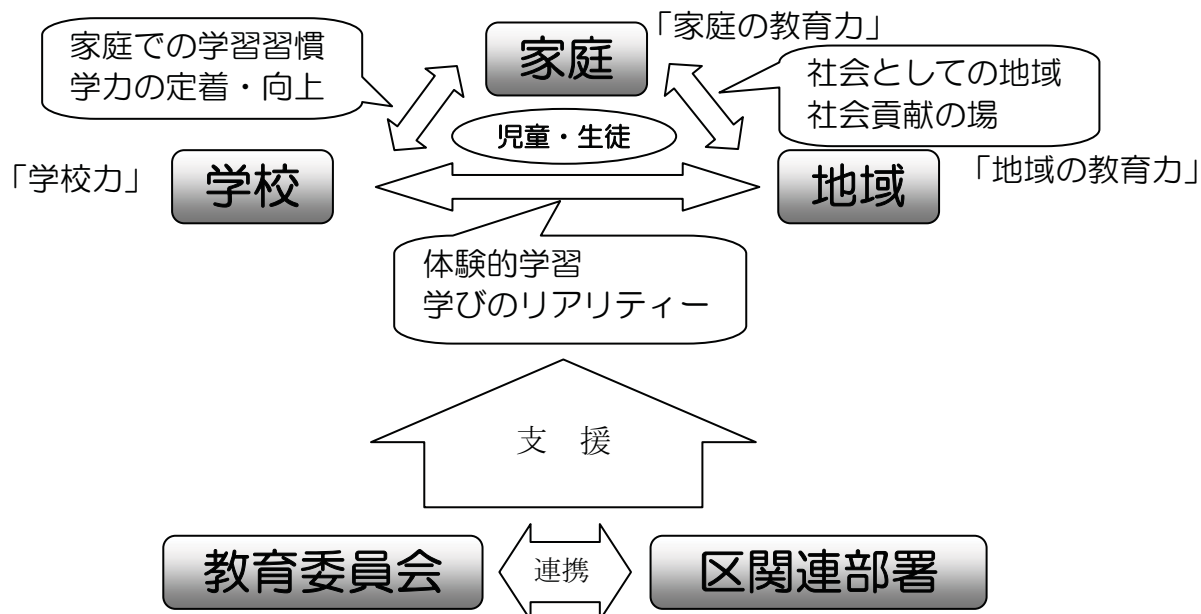 「家庭の教育力」
家庭
家庭での学習習慣
学力の定着・向上
社会としての地域
社会貢献の場
児童・生徒
「学校力」
学校
地域
「地域の教育力」
体験的学習
学びのリアリティー
支　援
教育委員会
連携
区関連部署